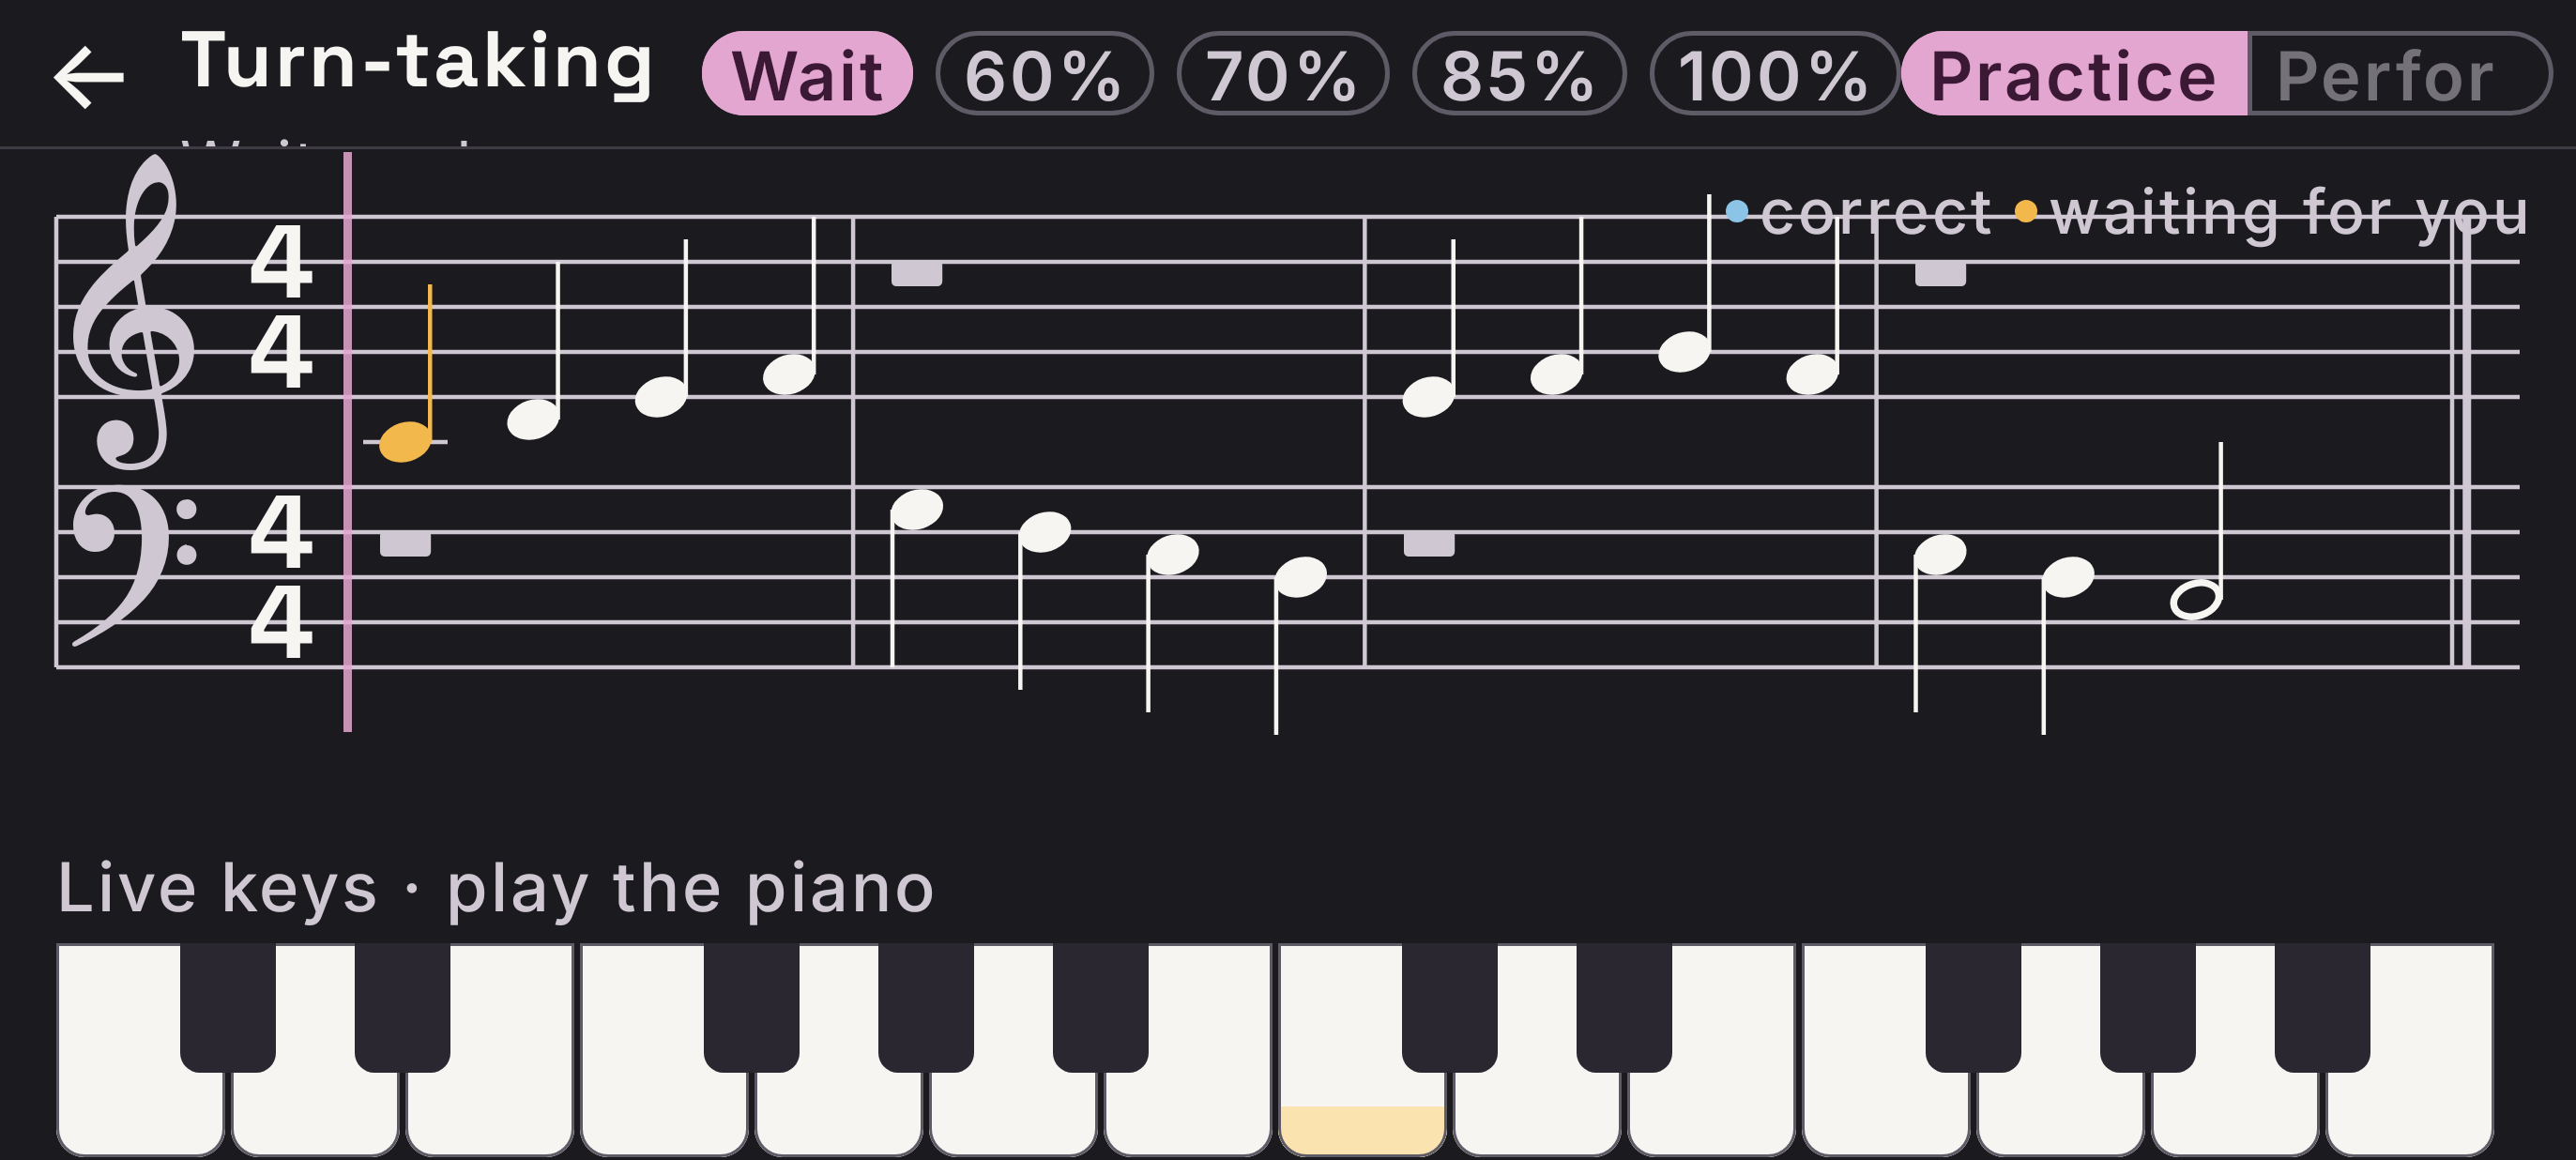 Turn-taking
Wait 60% 70% 85% 100% Practice Perfor
correct waiting for you
4
4
4
4
Live keys · play the piano